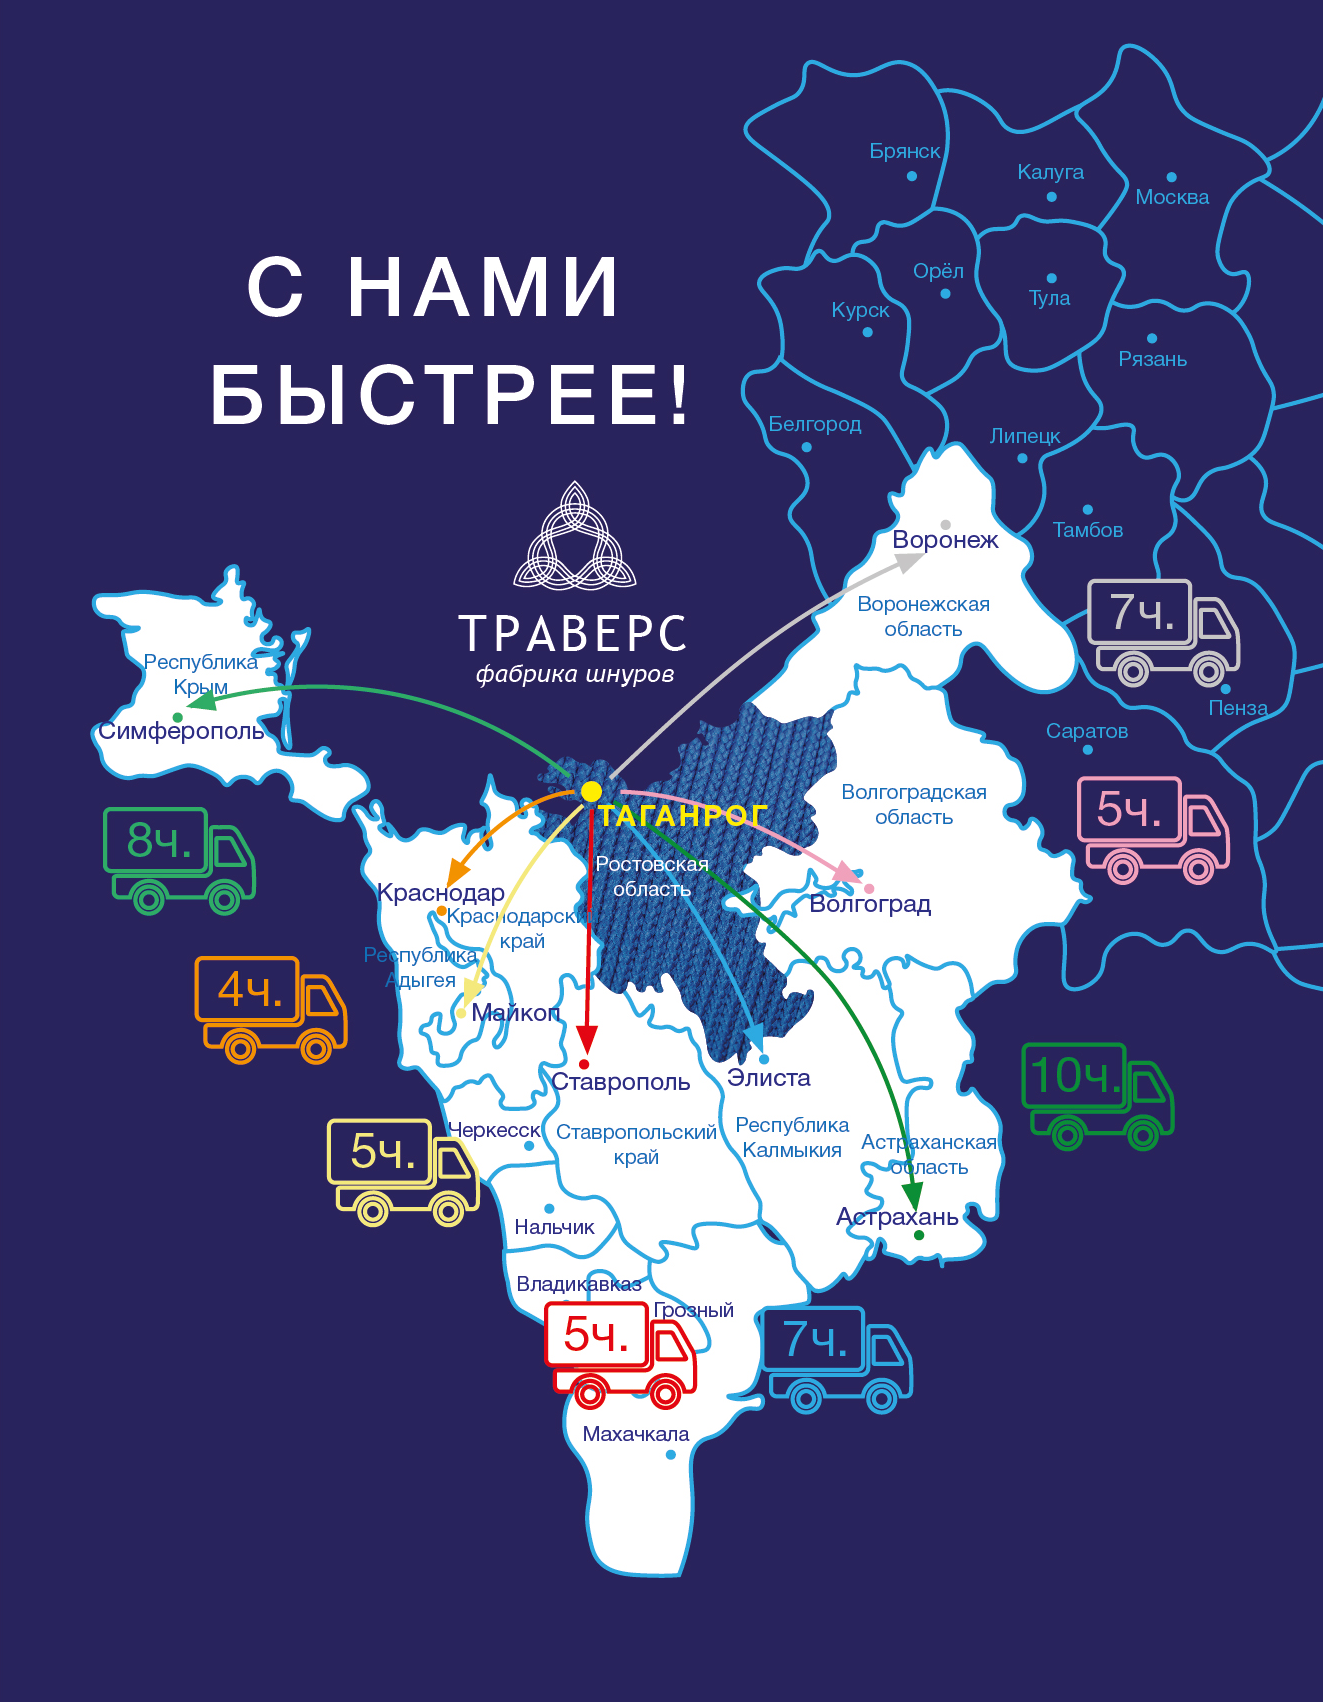 Брянск
Калуга
Москва
С НАМИ
БЫСТРЕЕ!
Орёл
Тула
Курск
Рязань
Белгород
Липецк
Тамбов
Воронеж
Воронежская
область
7ч.
ТРАВЕРС
фабрика шнуров
Республика
Крым
Симферополь
Пенза
Саратов
ТАГАНРОГ
Ростовская
область
Волгоградская
область
5ч.
8ч.
Волгоград
Краснодар
Краснодарски
край
Республика
Адыгея
4ч.
Майкоп
Ставрополь
Элиста
10ч.
Черкесск
Ставропольский
край
Республика
Калмыкия
Астраханская
область
5ч.
Нальчик
Астрахань
Владикавказ
Грозный
5ч.
7ч.
Махачкала